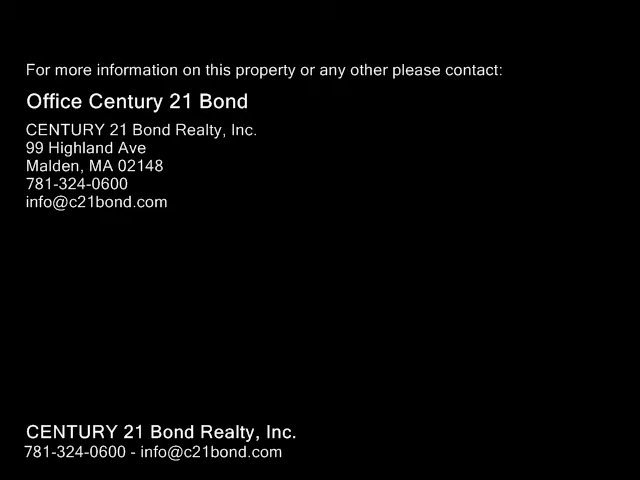 For more information on this property or any other please contact:
Office Century 21 Bond
CENTURY 21 Bond Realty, Inc.
99 Highland Ave
Malden, MA 02148
781-324-0600
info@c21bond.com
CENTURY 21 Bond Realty, Inc.
781-324-0600 - info@c21bond.com